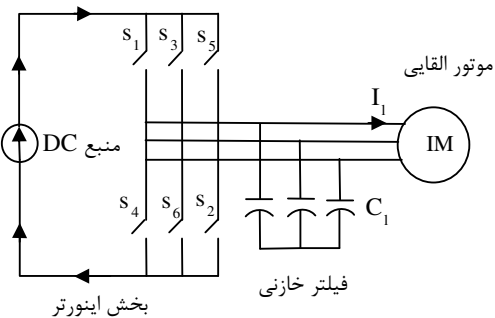 S1 S3 S5
موتور القایی
I1
منبع DC
IM
S4 S6 S2
C1
فیلتر خازنی
بخش اینورتر